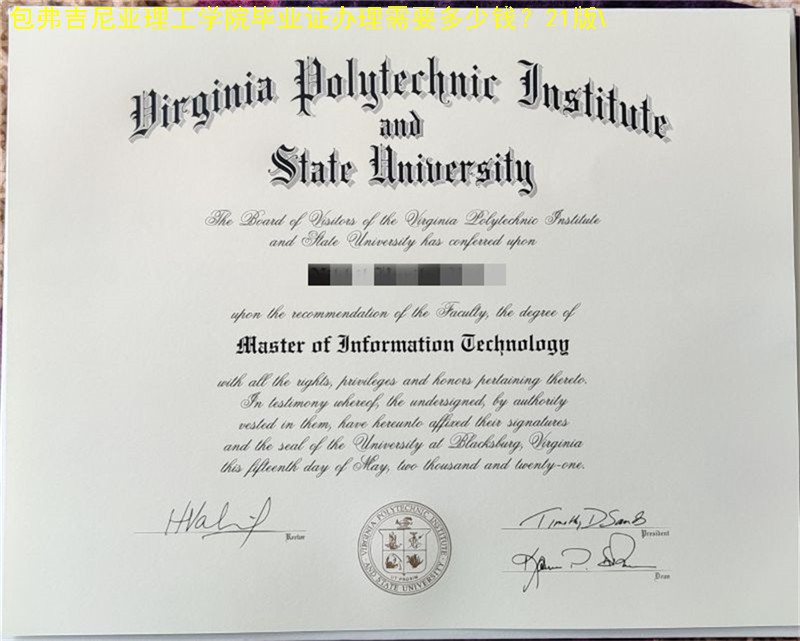 包弗吉尼亚理工学院毕业证办理需要多少钱？21版\
Virginia Polytechnic Institute
and
State University
The Board of Visitors of the Virginia Polytechnic Institute
and State University has conferred upon
upon the recommendation of the Faculty, the degree of
Master of Information Technology
with all the rights, privileges and honors pertaining thereto.
In testimony whereof, the undersigned, by authority
vested in them, have hereunto affixed their signatures
and the seal of the University at Blacksburg, Virginia
this fifteenth day of May, two thousand and twenty-one.
Rector
Timothy D Sands
President
Dean
VIRGINIA POLYTECHNIC INSTITUTE
AND STATE UNIVERSITY
UT PROSIM